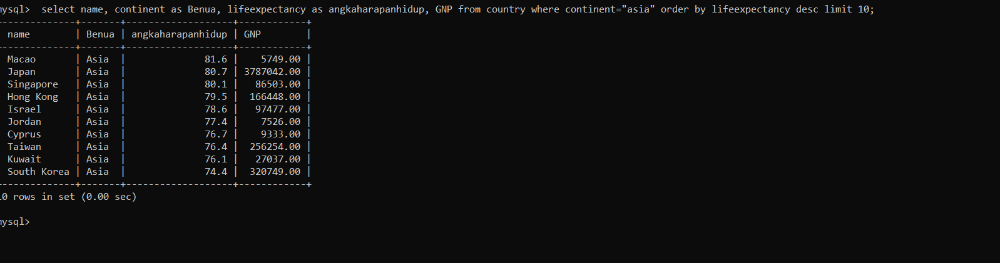 mysql>  select name, continent as Benua, lifeexpectancy as angkaharapanhidup, GNP from country where continent="asia" order by lifeexpectancy desc limit 10;
-------------+-------+-------------------+------------+
name        | Benua | angkaharapanhidup | GNP        |
-------------+-------+-------------------+------------+
Macao       | Asia  |              81.6 |    5749.00 |
Japan       | Asia  |              80.7 | 3787042.00 |
Singapore   | Asia  |              80.1 |   86503.00 |
Hong Kong   | Asia  |              79.5 |  166448.00 |
Israel      | Asia  |              78.6 |   97477.00 |
Jordan      | Asia  |              77.4 |    7526.00 |
Cyprus      | Asia  |              76.7 |    9333.00 |
Taiwan      | Asia  |              76.4 |  256254.00 |
Kuwait      | Asia  |              76.1 |   27037.00 |
South Korea | Asia  |              74.4 |  320749.00 |
-------------+-------+-------------------+------------+
10 rows in set (0.00 sec)
mysql>